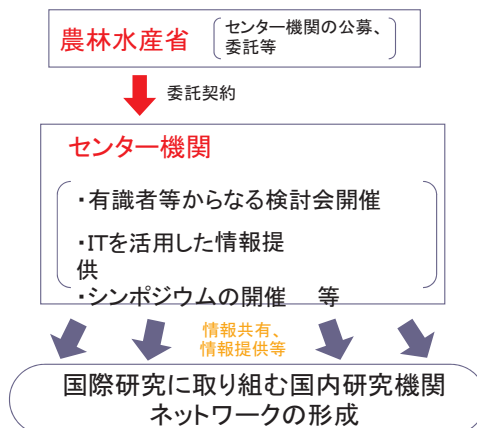 農林水産省
センター機関の公募、
委託等
委託契約
センター機関
・有識者等からなる検討会開催
・ITを活用した情報提
供
・シンポジウムの開催　等
情報共有、
情報提供等
国際研究に取り組む国内研究機関
ネットワークの形成